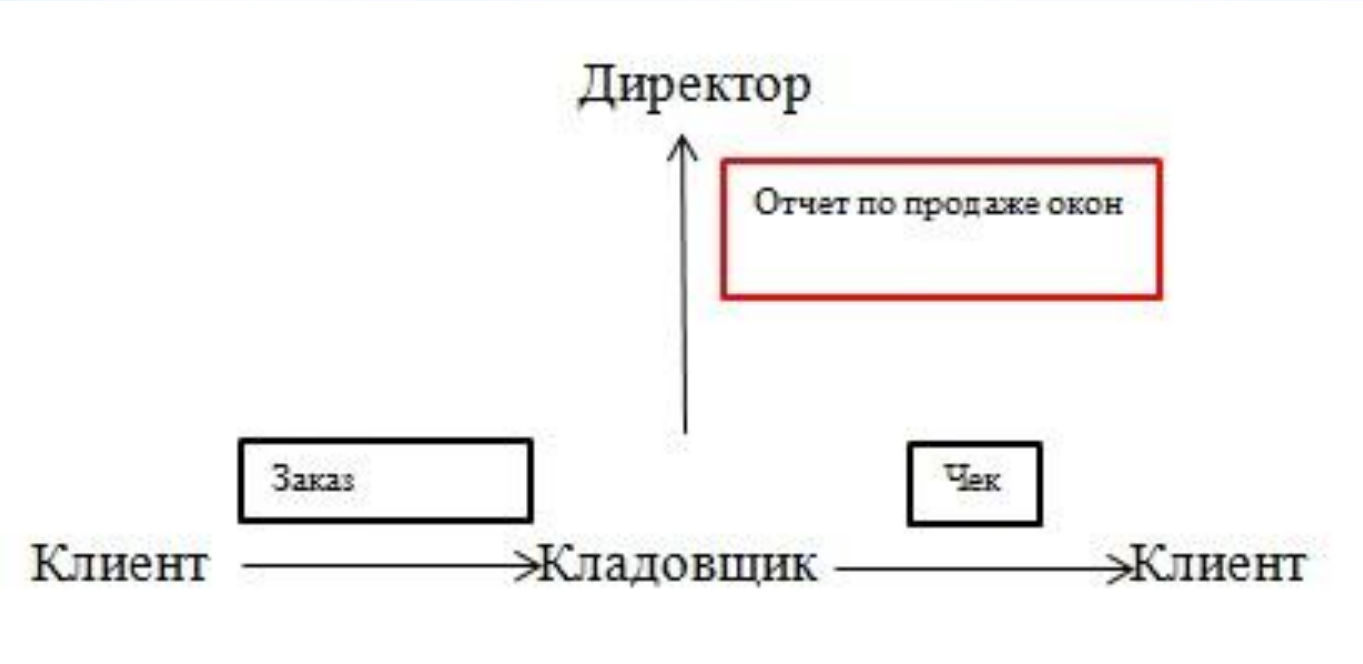 Директор
Отчет по продаже окон
Заказ
Чек
Клиент
Кладовщик
Клиент